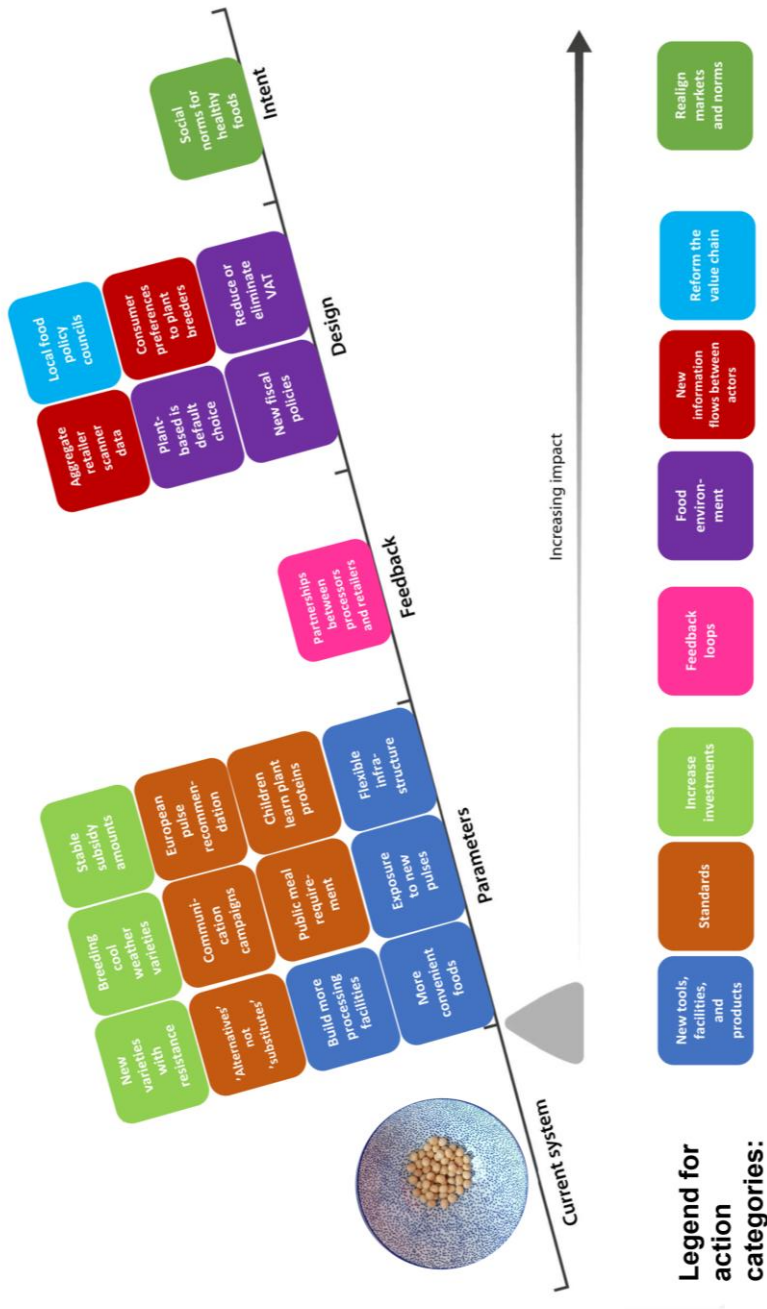 Current system
Parameters
Feedback
Design
Intent
New
varieties
with
resistance
Breeding
cool
weather
varieties
Stable
subsidy
amounts
'Alternatives'
not
'substitutes'
Communi-
cation
campaigns
European
pulse
recommen-
dation
Build more
processing
facilities
Public meal
require-
ment
Children
learn plant
proteins
More
convenient
foods
Exposure
to new
pulses
Flexible
infra-
structure
Partnerships
between
processors
and retailers
Aggregate
retailer
scanner
data
Local food
policy
councils
Plant-
based is
default
choice
Consumer
preferences
to plant
breeders
New fiscal
policies
Reduce or
eliminate
VAT
Social
norms for
healthy
foods
Increasing impact
Legend for
action
categories:
New tools,
facilities,
and
products
Standards
Increase
investments
Feedback
loops
Food
environ-
ment
New
information
flows between
actors
Reform the
value chain
Realign
markets
and norms